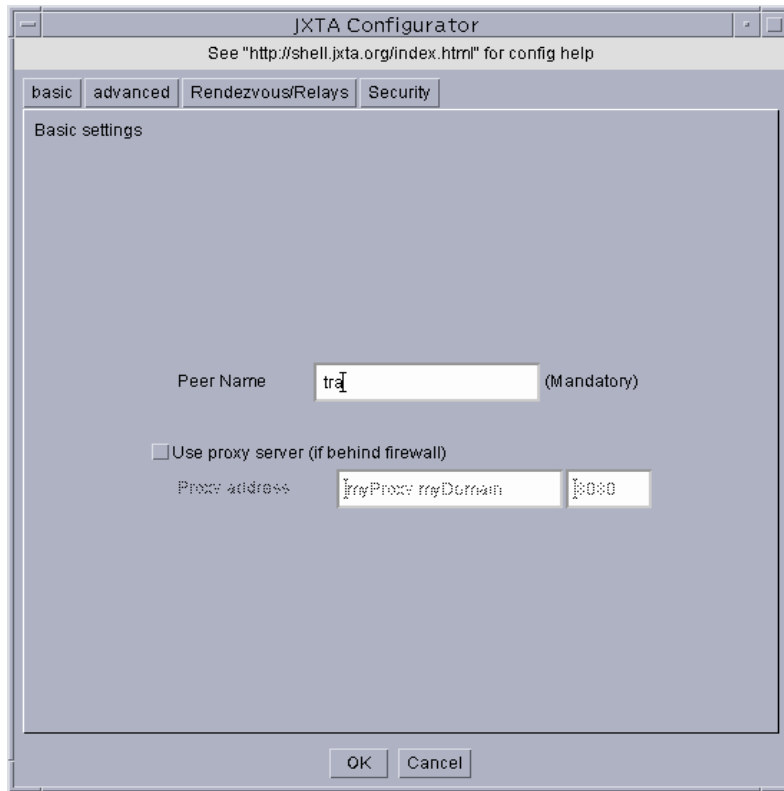 JXTA Configurator
See "http://shell.jxta.org/index.html" for config help
basic advanced Rendezvous/Relays Security
Basic settings
Peer Name tra (Mandatory)
Use proxy server (if behind firewall)
Proxy address myProxy.myDomain 8080
OK Cancel